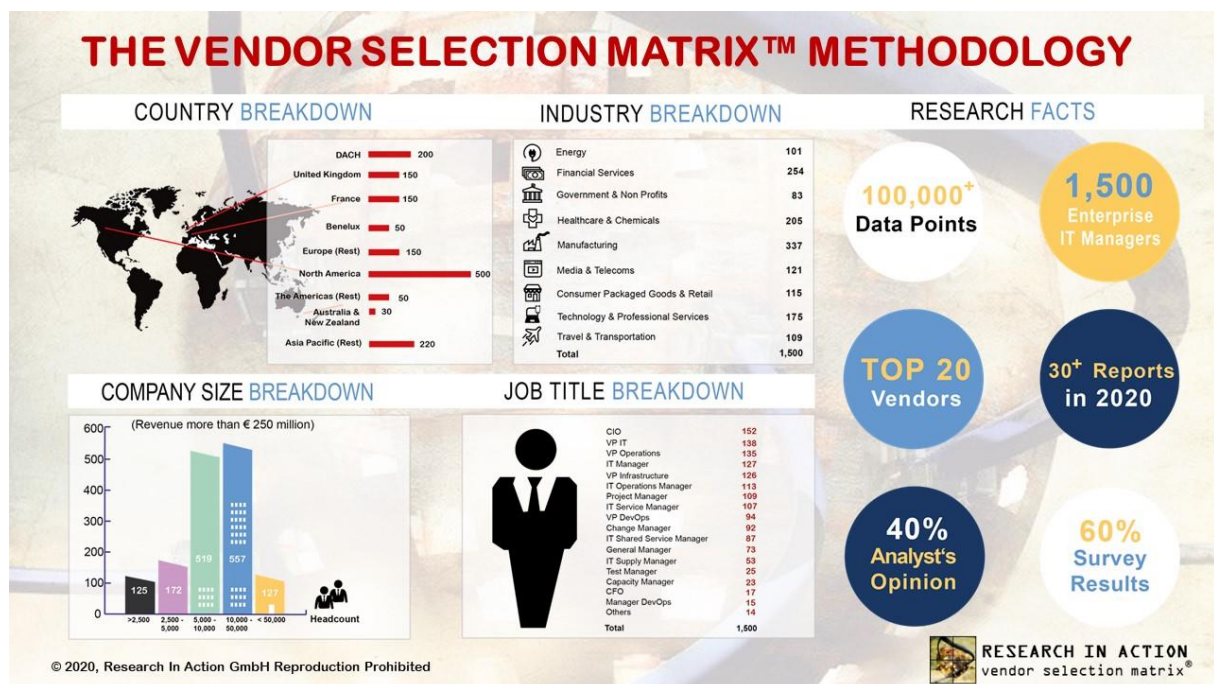 THE VENDOR SELECTION MATRIX™ METHODOLOGY
COUNTRY BREAKDOWN
DACH 200
United Kingdom 150
France 150
Benelux 50
Europe (Rest) 150
North America 500
The Americas (Rest) 50
Australia & 30
New Zealand
Asia Pacific (Rest) 220
INDUSTRY BREAKDOWN
Energy 101
Financial Services 254
Government & Non Profits 83
Healthcare & Chemicals 205
Manufacturing 337
Media & Telecoms 121
Consumer Packaged Goods & Retail 115
Technology & Professional Services 175
Travel & Transportation 109
Total 1,500
RESEARCH FACTS
100,000+
Data Points
1,500
Enterprise
IT Managers
TOP 20
Vendors
30+ Reports
in 2020
40%
Analyst's
Opinion
60%
Survey
Results
COMPANY SIZE BREAKDOWN
(Revenue more than € 250 million)
600
500
400
300
200
100
0
125 172 519 557 127
>2,500 2,500 - 5,000 - 10,000 - < 50,000 Headcount
5,000 10,000 50,000
JOB TITLE BREAKDOWN
CIO 152
VP IT 138
VP Operations 135
IT Manager 127
VP Infrastructure 126
IT Operations Manager 113
Project Manager 109
IT Service Manager 107
VP DevOps 94
Change Manager 92
IT Shared Service Manager 87
General Manager 73
IT Supply Manager 53
Test Manager 25
Capacity Manager 23
CFO 17
Manager DevOps 15
Others 14
Total 1,500
© 2020, Research In Action GmbH Reproduction Prohibited
RESEARCH IN ACTION
vendor selection matrix®